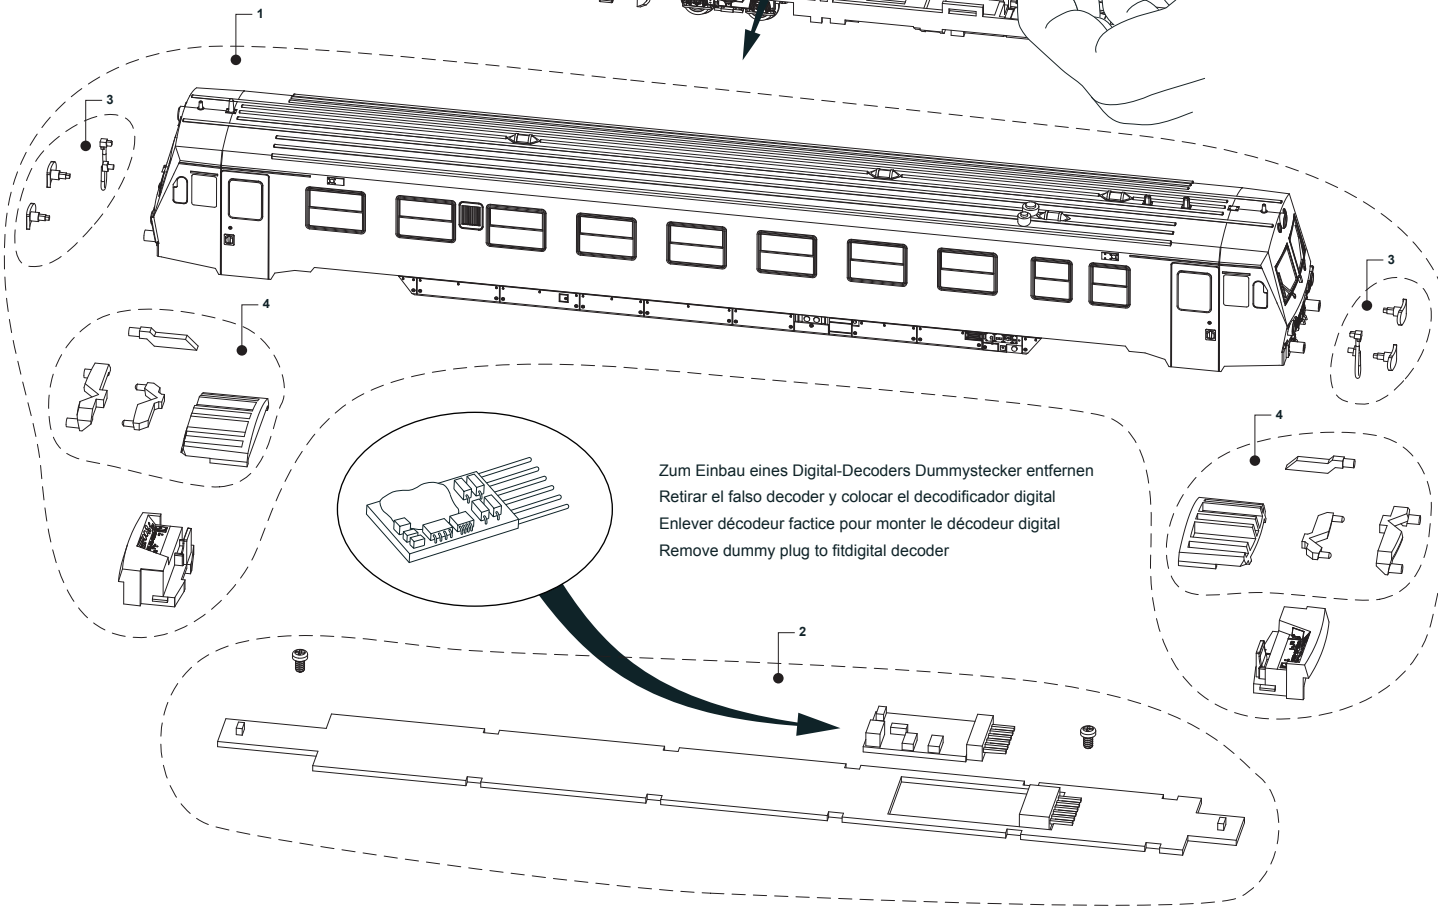 1
3
3
4
4
Zum Einbau eines Digital-Decoders Dummystecker entfernen
Retirar el falso decoder y colocar el decodificador digital
Enlever décodeur factice pour monter le décodeur digital
Remove dummy plug to fitdigital decoder
2